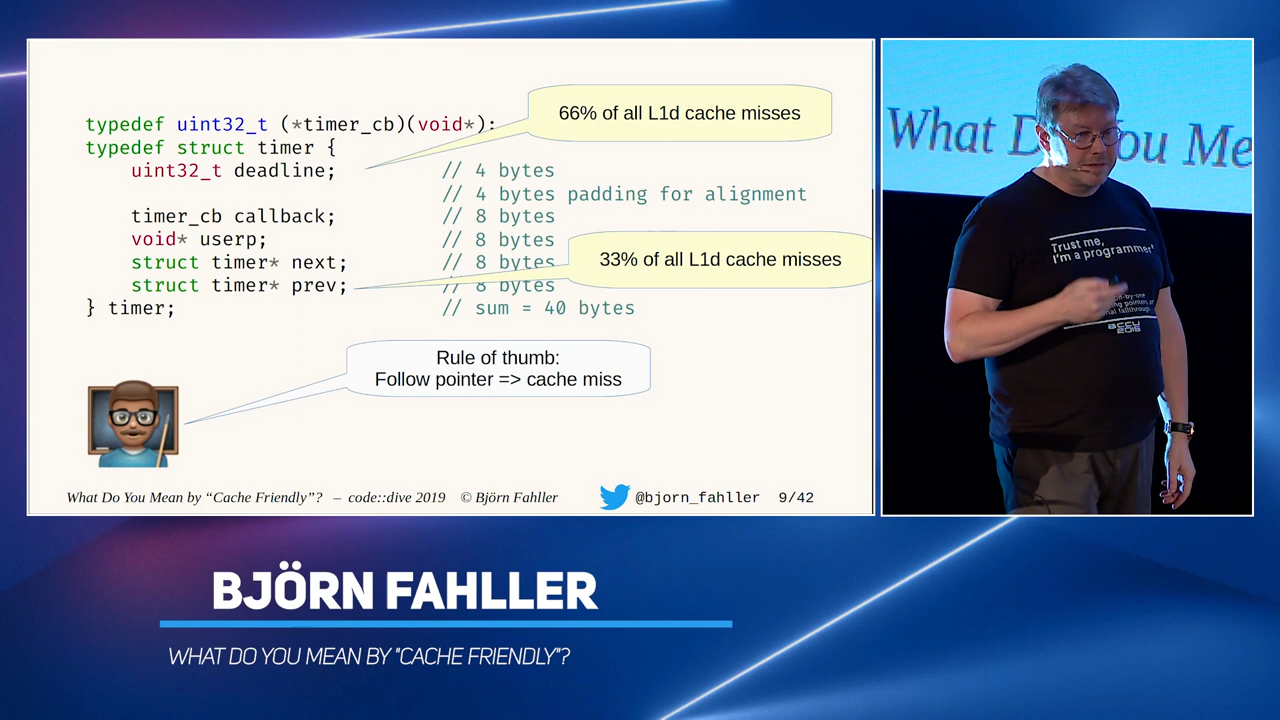 66% of all L1d cache misses
typedef uint32_t (*timer_cb)(void*);
typedef struct timer {
uint32_t deadline; // 4 bytes
// 4 bytes padding for alignment
timer_cb callback; // 8 bytes
void* userp; // 8 bytes
33% of all L1d cache misses
struct timer* next; // 8 bytes
struct timer* prev; // 8 bytes
} timer; // sum = 40 bytes
Rule of thumb:
Follow pointer => cache miss
What Do You Mean by “Cache Friendly”? – code::dive 2019 © Björn Fahller @bjorn_fahller 9/42
What D You Me
Trust me,
I'm a programmer*
accu
2019
BJÖRN FAHLLER
WHAT DO YOU MEAN BY "CACHE FRIENDLY"?